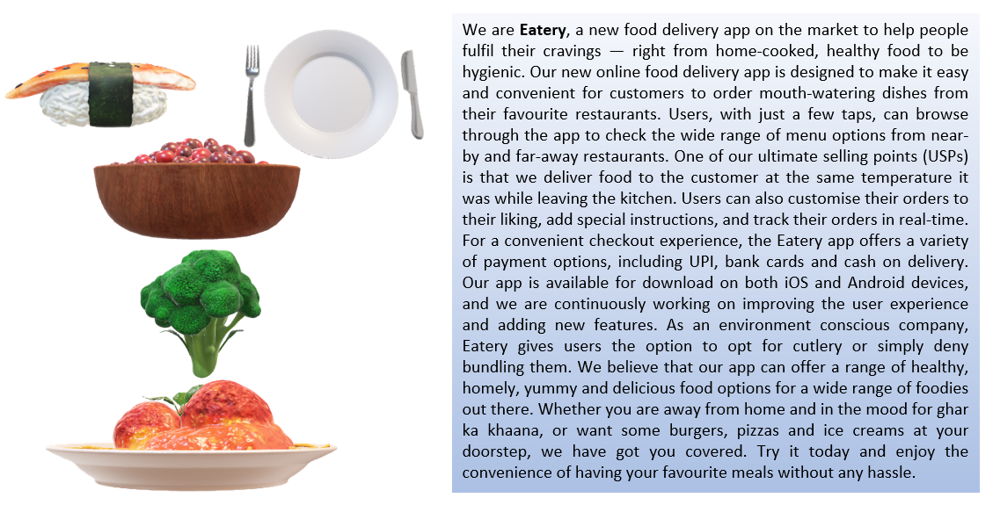 We are Eatery, a new food delivery app on the market to help people
fulfil their cravings — right from home-cooked, healthy food to be
hygienic. Our new online food delivery app is designed to make it easy
and convenient for customers to order mouth-watering dishes from
their favourite restaurants. Users, with just a few taps, can browse
through the app to check the wide range of menu options from near-
by and far-away restaurants. One of our ultimate selling points (USPs)
is that we deliver food to the customer at the same temperature it
was while leaving the kitchen. Users can also customise their orders to
their liking, add special instructions, and track their orders in real-time.
For a convenient checkout experience, the Eatery app offers a variety
of payment options, including UPI, bank cards and cash on delivery.
Our app is available for download on both iOS and Android devices,
and we are continuously working on improving the user experience
and adding new features. As an environment conscious company,
Eatery gives users the option to opt for cutlery or simply deny
bundling them. We believe that our app can offer a range of healthy,
homely, yummy and delicious food options for a wide range of foodies
out there. Whether you are away from home and in the mood for ghar
ka khaana, or want some burgers, pizzas and ice creams at your
doorstep, we have got you covered. Try it today and enjoy the
convenience of having your favourite meals without any hassle.